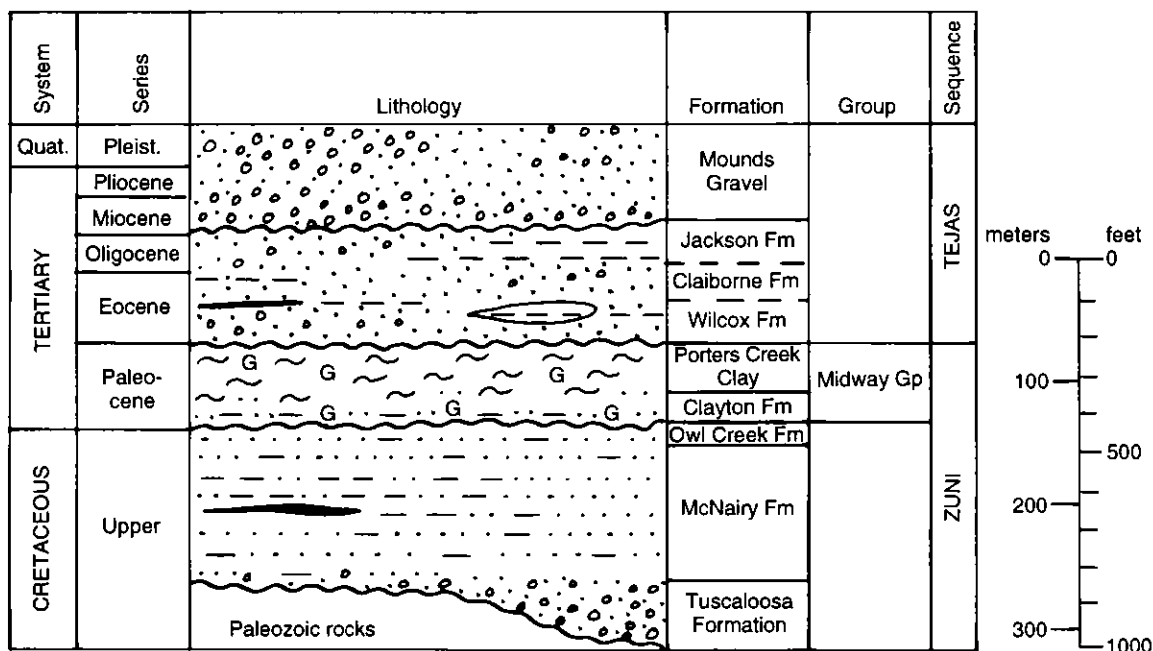 System
Series
Lithology
Formation
Group
Sequence
Quat.
Pleist.
Mounds
Gravel
TERTIARY
Pliocene
Miocene
Oligocene
Jackson Fm
TEJAS
Claiborne Fm
Eocene
Wilcox Fm
Paleo-
cene
G G G
G G G
Porters Creek
Clay
Midway Gp
Clayton Fm
CRETACEOUS
Upper
Owl Creek Fm
McNairy Fm
ZUNI
Tuscaloosa
Formation
Paleozoic rocks
meters feet
0 0
100
500
200
300
1000